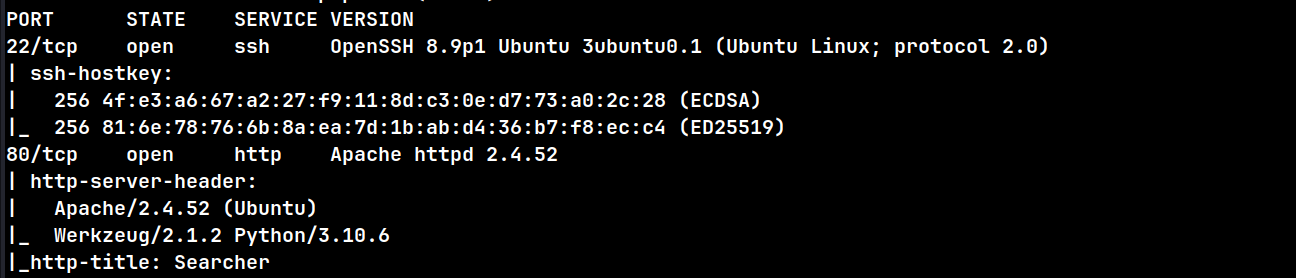 PORT      STATE    SERVICE VERSION
22/tcp    open     ssh     OpenSSH 8.9p1 Ubuntu 3ubuntu0.1 (Ubuntu Linux; protocol 2.0)
| ssh-hostkey:
|   256 4f:e3:a6:67:a2:27:f9:11:8d:c3:0e:d7:73:a0:2c:28 (ECDSA)
|_  256 81:6e:78:76:6b:8a:ea:7d:1b:ab:d4:36:b7:f8:ec:c4 (ED25519)
80/tcp    open     http    Apache httpd 2.4.52
| http-server-header:
|   Apache/2.4.52 (Ubuntu)
|_  Werkzeug/2.1.2 Python/3.10.6
|_http-title: Searcher